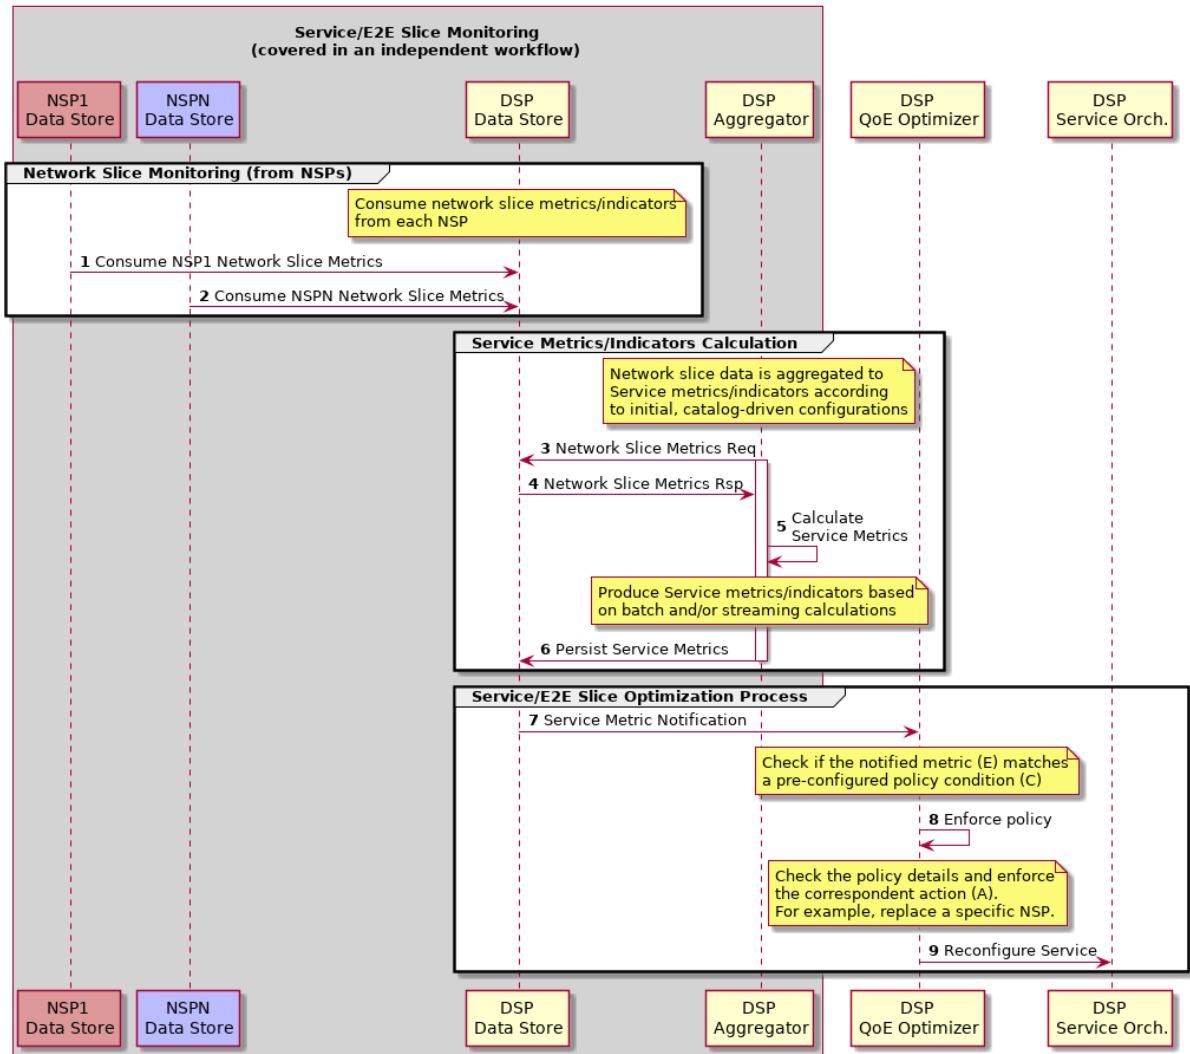 Service/E2E Slice Monitoring
(covered in an independent workflow)
NSP1
Data Store
NSPN
Data Store
DSP
Data Store
DSP
Aggregator
DSP
QoE Optimizer
DSP
Service Orch.
Network Slice Monitoring (from NSPs)
Consume network slice metrics/indicators
from each NSP
1 Consume NSP1 Network Slice Metrics
2 Consume NSPN Network Slice Metrics
Service Metrics/Indicators Calculation
Network slice data is aggregated to
Service metrics/indicators according
to initial, catalog-driven configurations
3 Network Slice Metrics Req
4 Network Slice Metrics Rsp
5 Calculate
Service Metrics
Produce Service metrics/indicators based
on batch and/or streaming calculations
6 Persist Service Metrics
Service/E2E Slice Optimization Process
7 Service Metric Notification
Check if the notified metric (E) matches
a pre-configured policy condition (C)
8 Enforce policy
Check the policy details and enforce
the correspondent action (A).
For example, replace a specific NSP.
9 Reconfigure Service
NSP1
Data Store
NSPN
Data Store
DSP
Data Store
DSP
Aggregator
DSP
QoE Optimizer
DSP
Service Orch.